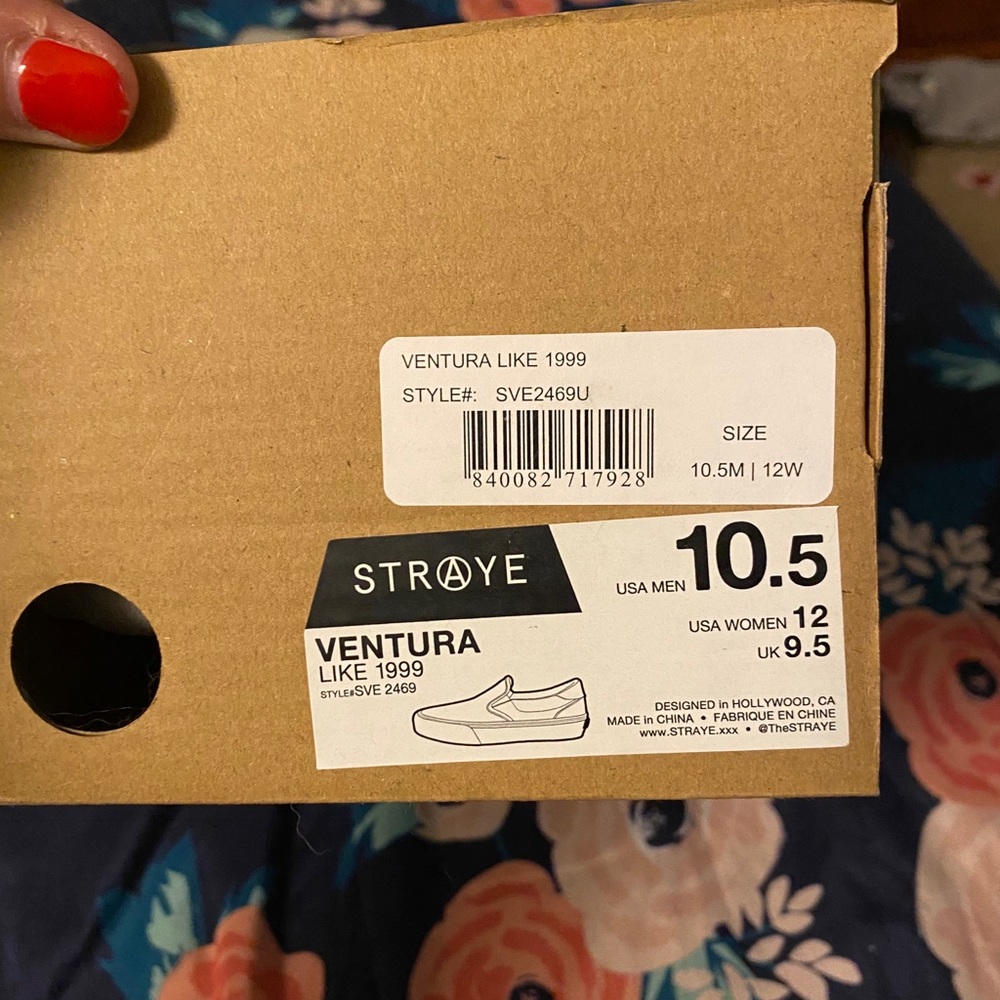 VENTURA LIKE 1999
STYLE#: SVE2469U
SIZE
10.5M | 12W
840082 717928
STRAYE
USA MEN 10.5
USA WOMEN 12
UK 9.5
VENTURA
LIKE 1999
STYLE#SVE 2469
DESIGNED in HOLLYWOOD, CA
MADE in CHINA • FABRIQUE EN CHINE
www.STRAYE.xxx • @TheSTRAYE